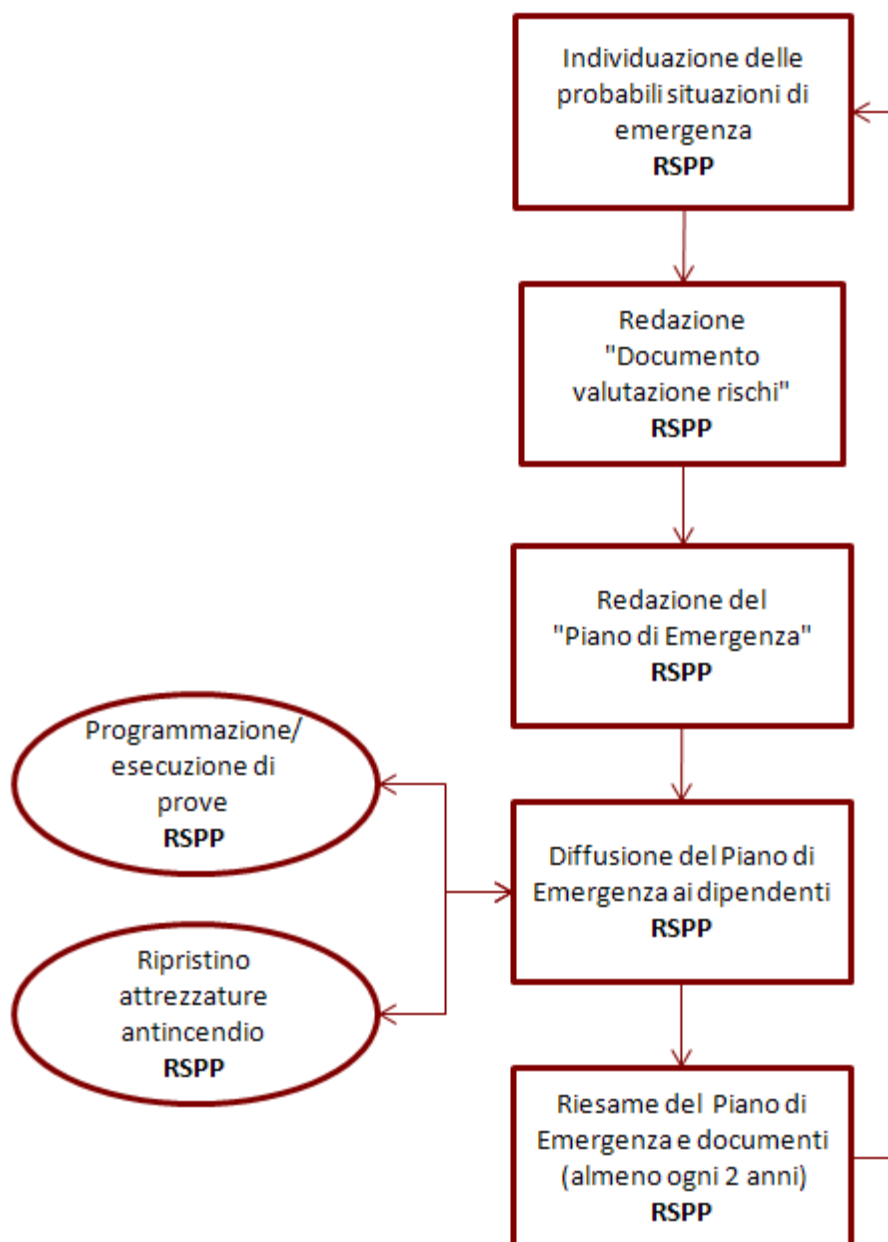 Individuazione delle
probabili situazioni di
emergenza
RSPP
Redazione
"Documento
valutazione rischi"
RSPP
Redazione del
"Piano di Emergenza"
RSPP
Programmazione/
esecuzione di
prove
RSPP
Diffusione del Piano di
Emergenza ai dipendenti
RSPP
Ripristino
attrezzature
antincendio
RSPP
Riesame del Piano di
Emergenza e documenti
(almeno ogni 2 anni)
RSPP